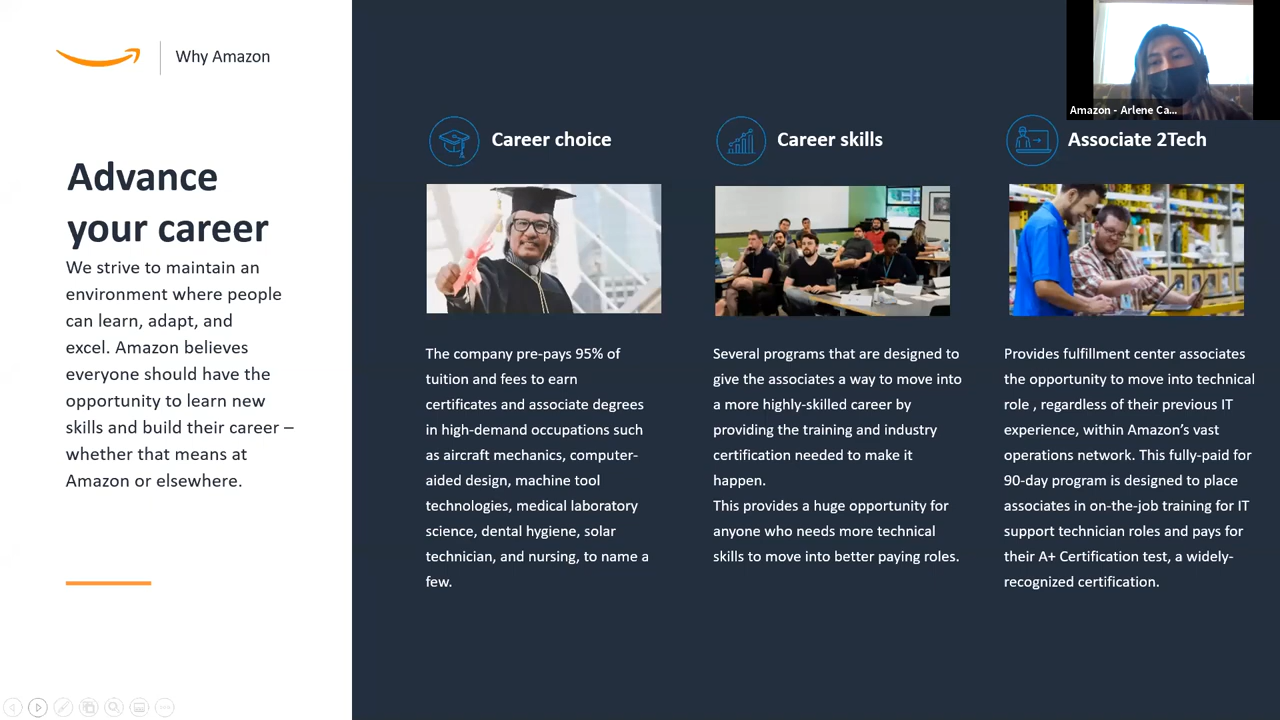 Why Amazon
Advance
your career
We strive to maintain an
environment where people
can learn, adapt, and
excel. Amazon believes
everyone should have the
opportunity to learn new
skills and build their career –
whether that means at
Amazon or elsewhere.
Career choice
The company pre-pays 95% of
tuition and fees to earn
certificates and associate degrees
in high-demand occupations such
as aircraft mechanics, computer-
aided design, machine tool
technologies, medical laboratory
science, dental hygiene, solar
technician, and nursing, to name a
few.
Career skills
Several programs that are designed to
give the associates a way to move into
a more highly-skilled career by
providing the training and industry
certification needed to make it
happen.
This provides a huge opportunity for
anyone who needs more technical
skills to move into better paying roles.
Amazon - Arlene Ca...
Associate 2Tech
Provides fulfillment center associates
the opportunity to move into technical
role , regardless of their previous IT
experience, within Amazon’s vast
operations network. This fully-paid for
90-day program is designed to place
associates in on-the-job training for IT
support technician roles and pays for
their A+ Certification test, a widely-
recognized certification.